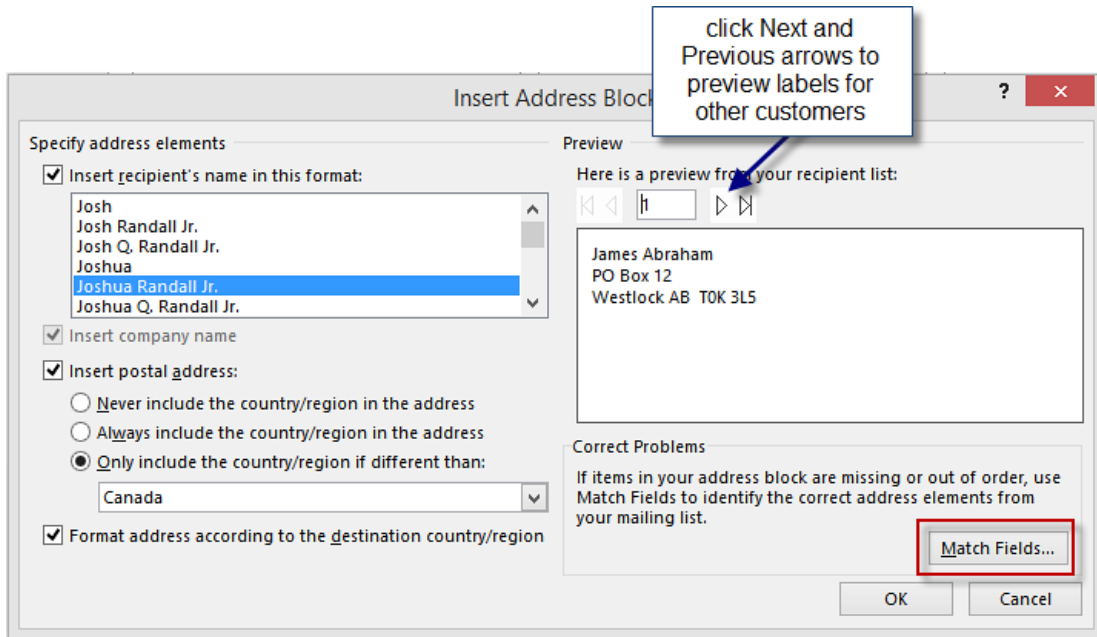 click Next and
Previous arrows to
preview labels for
other customers
Insert Address Bloc
?
Specify address elements
Insert recipient's name in this format:
Josh
Josh Randall Jr.
Josh Q. Randall Jr.
Joshua
Joshua Randall Jr.
Joshua Q. Randall Jr.
Insert company name
Insert postal address:
Never include the country/region in the address
Always include the country/region in the address
Only include the country/region if different than:
Canada
Format address according to the destination country/region
Preview
Here is a preview from your recipient list:
1
James Abraham
PO Box 12
Westlock AB  T0K 3L5
Correct Problems
If items in your address block are missing or out of order, use
Match Fields to identify the correct address elements from
your mailing list.
Match Fields...
OK
Cancel